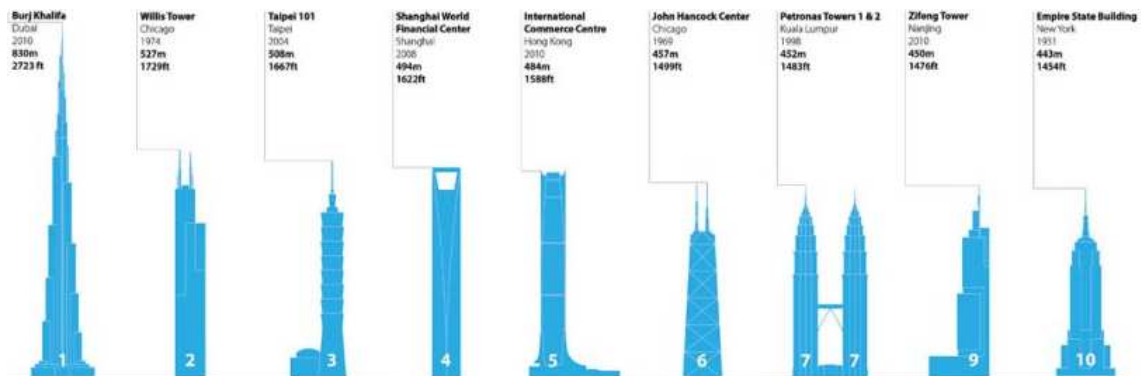 Burj Khalifa
Dubai
2010
830m
2723 ft
Willis Tower
Chicago
1974
527m
1729ft
Taipei 101
Taipei
2004
508m
1667ft
Shanghai World
Financial Center
Shanghai
2008
494m
1622ft
International
Commerce Centre
Hong Kong
2010
484m
1588ft
John Hancock Center
Chicago
1969
457m
1499ft
Petronas Towers 1 & 2
Kuala Lumpur
1998
452m
1483ft
Zifeng Tower
Nanjing
2010
450m
1476ft
Empire State Building
New York
1931
443m
1454ft
1
2
3
4
5
6
7
7
9
10